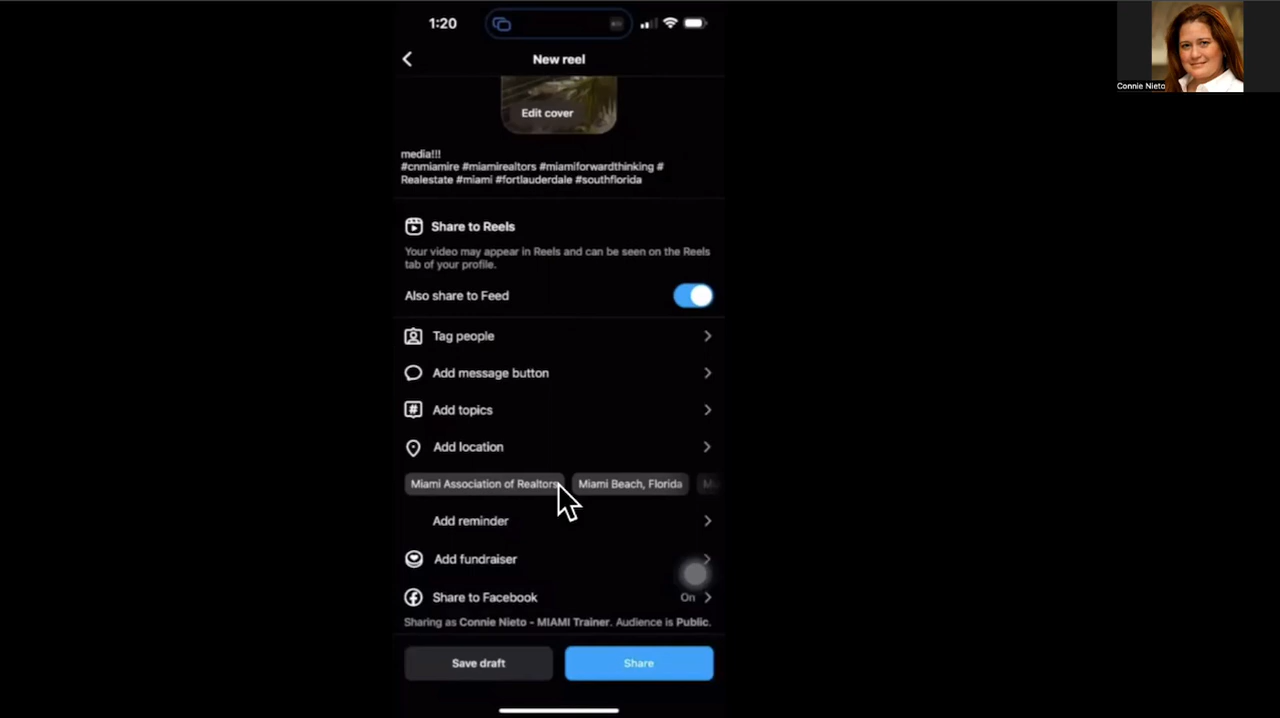 1:20
New reel
Connie Nieto
Edit cover
media!!!
#cnmiamire #miamirealtors #miamiforwardthinking #
Realestate #miami #fortlauderdale #southflorida
Share to Reels
Your video may appear in Reels and can be seen on the Reels
tab of your profile.
Also share to Feed
Tag people
Add message button
Add topics
Add location
Miami Association of Realtors Miami Beach, Florida
Add reminder
Add fundraiser
Share to Facebook On
Sharing as Connie Nieto - MIAMI Trainer. Audience is Public.
Save draft Share